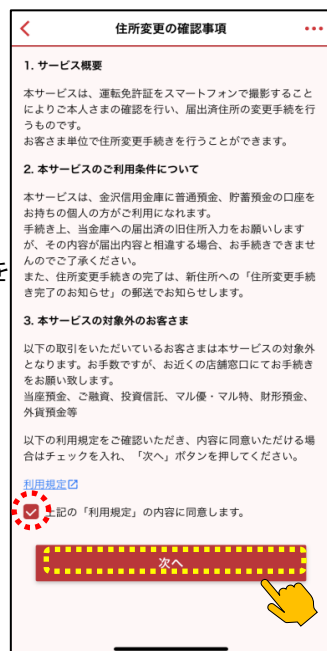 住所変更の確認事項
1. サービス概要
本サービスは、運転免許証をスマートフォンで撮影すること
によりご本人さまの確認を行い、届出済住所の変更手続を行
うものです。
お客さま単位で住所変更手続きを行うことができます。
2. 本サービスのご利用条件について
本サービスは、金沢信用金庫に普通預金、貯蓄預金の口座を
お持ちの個人の方がご利用になれます。
手続き上、当金庫への届出済の旧住所入力をお願いします
が、その内容が届出内容と相違する場合、お手続きできませ
んのでご了承ください。
また、住所変更手続きの完了は、新住所への「住所変更手続
き完了のお知らせ」の郵送でお知らせします。
3. 本サービスの対象外のお客さま
以下の取引をいただいているお客さまは本サービスの対象外
となります。お手数ですが、お近くの店舗窓口にてお手続き
をお願い致します。
当座預金、ご融資、投資信託、マル優・マル特、財形預金、
外貨預金等
以下の利用規定をご確認いただき、内容に同意いただける場
合はチェックを入れ、「次へ」ボタンを押してください。
利用規定
上記の「利用規定」の内容に同意します。
次へ